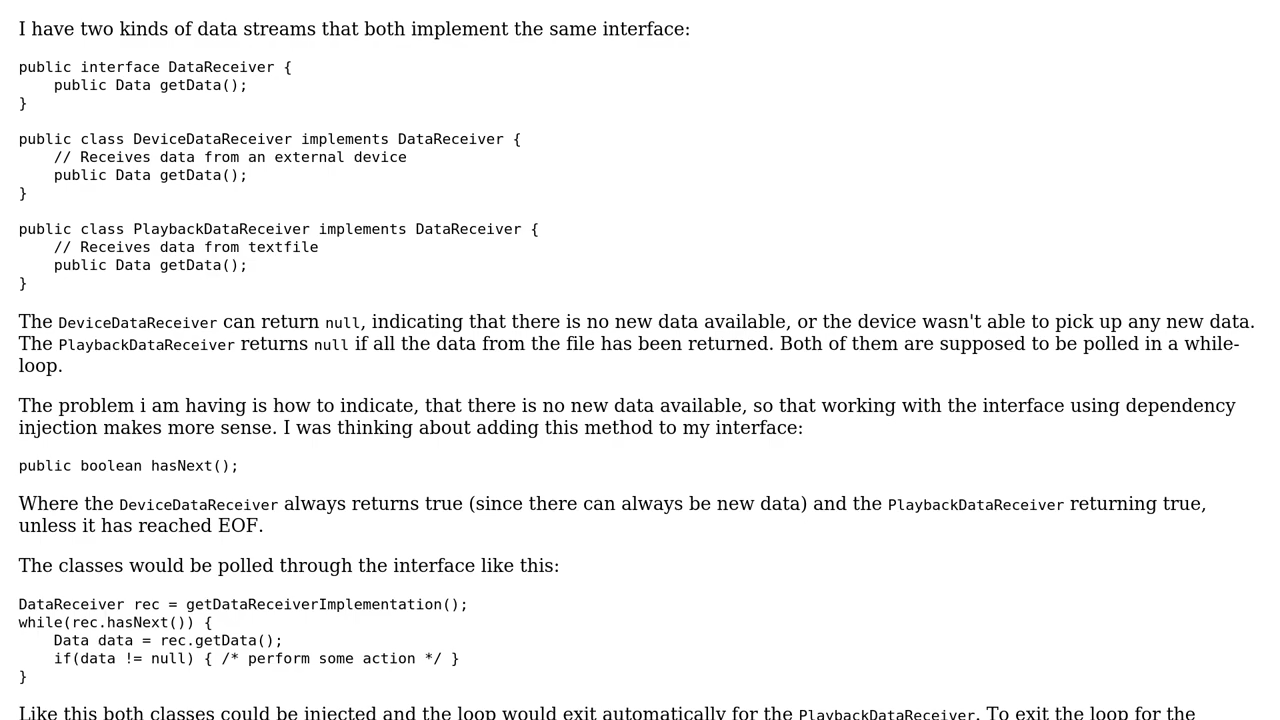 I have two kinds of data streams that both implement the same interface:
public interface DataReceiver {
    public Data getData();
}
public class DeviceDataReceiver implements DataReceiver {
    // Receives data from an external device
    public Data getData();
}
public class PlaybackDataReceiver implements DataReceiver {
    // Receives data from textfile
    public Data getData();
}
The DeviceDataReceiver can return null, indicating that there is no new data available, or the device wasn't able to pick up any new data.
The PlaybackDataReceiver returns null if all the data from the file has been returned. Both of them are supposed to be polled in a while-
loop.
The problem i am having is how to indicate, that there is no new data available, so that working with the interface using dependency
injection makes more sense. I was thinking about adding this method to my interface:
public boolean hasNext();
Where the DeviceDataReceiver always returns true (since there can always be new data) and the PlaybackDataReceiver returning true,
unless it has reached EOF.
The classes would be polled through the interface like this:
DataReceiver rec = getDataReceiverImplementation();
while(rec.hasNext()) {
    Data data = rec.getData();
    if(data != null) { /* perform some action */ }
}
Like this both classes could be injected and the loop would exit automatically for the PlaybackDataReceiver. To exit the loop for the